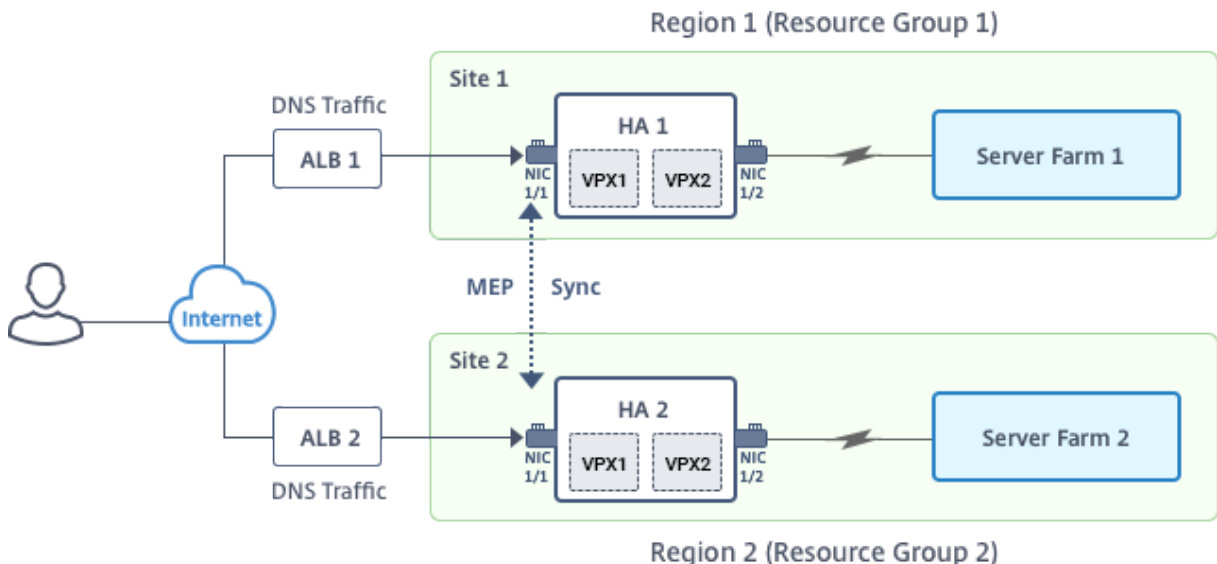 Region 1 (Resource Group 1)
Site 1
DNS Traffic
ALB 1
HA 1
VPX1
VPX2
NIC
1/1
NIC
1/2
Server Farm 1
MEP
Sync
Internet
Site 2
ALB 2
DNS Traffic
HA 2
VPX1
VPX2
NIC
1/1
NIC
1/2
Server Farm 2
Region 2 (Resource Group 2)